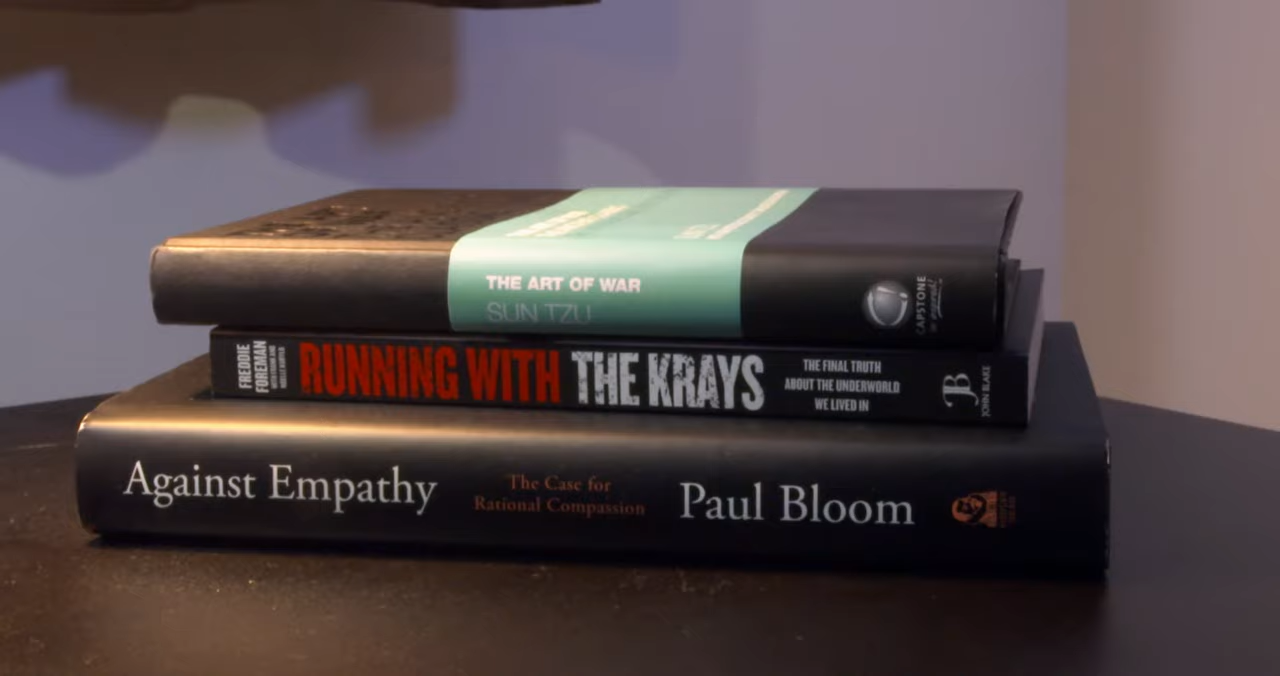 THE ART OF WAR
SUN TZU
CAPSTONE
FREDDIE
FOREMAN
RUNNING WITH THE KRAYS
THE FINAL TRUTH
ABOUT THE UNDERWORLD
WE LIVED IN
JB
JOHN BLAKE
Against Empathy
The Case for
Rational Compassion
Paul Bloom